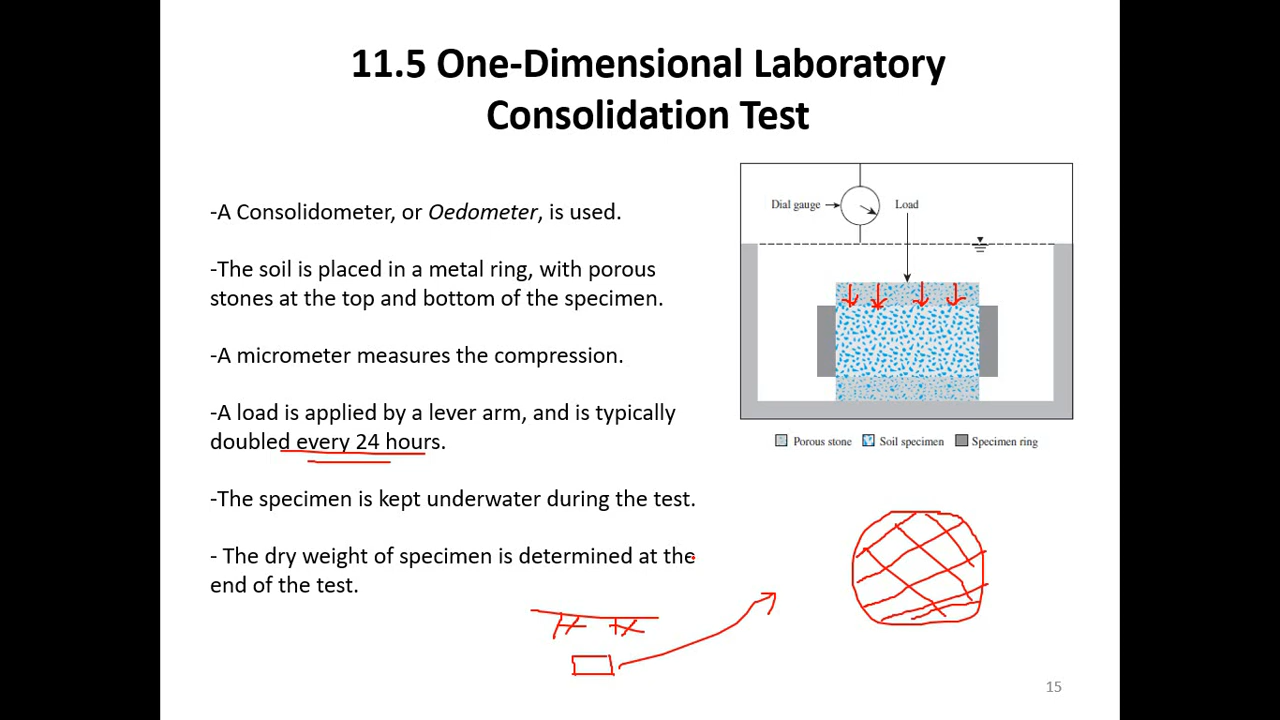 11.5 One-Dimensional Laboratory
Consolidation Test
-A Consolidometer, or Oedometer, is used.
-The soil is placed in a metal ring, with porous
stones at the top and bottom of the specimen.
-A micrometer measures the compression.
-A load is applied by a lever arm, and is typically
doubled every 24 hours.
-The specimen is kept underwater during the test.
- The dry weight of specimen is determined at the
end of the test.
Dial gauge
Load
Porous stone
Soil specimen
Specimen ring
15